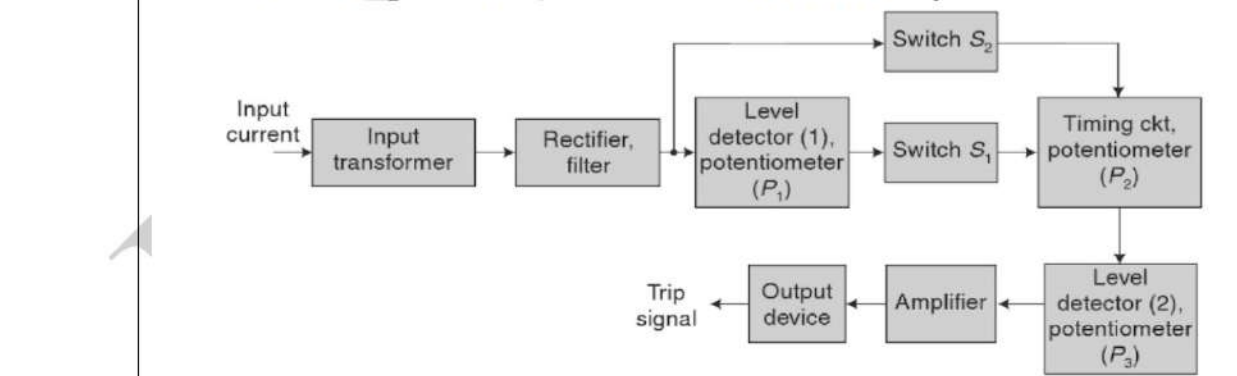 Switch S₂
Input
current
Input
transformer
Rectifier,
filter
Level
detector (1),
potentiometer
(P₁)
Switch S₁
Timing ckt,
potentiometer
(P₂)
Trip
signal
Output
device
Amplifier
Level
detector (2),
potentiometer
(P₃)